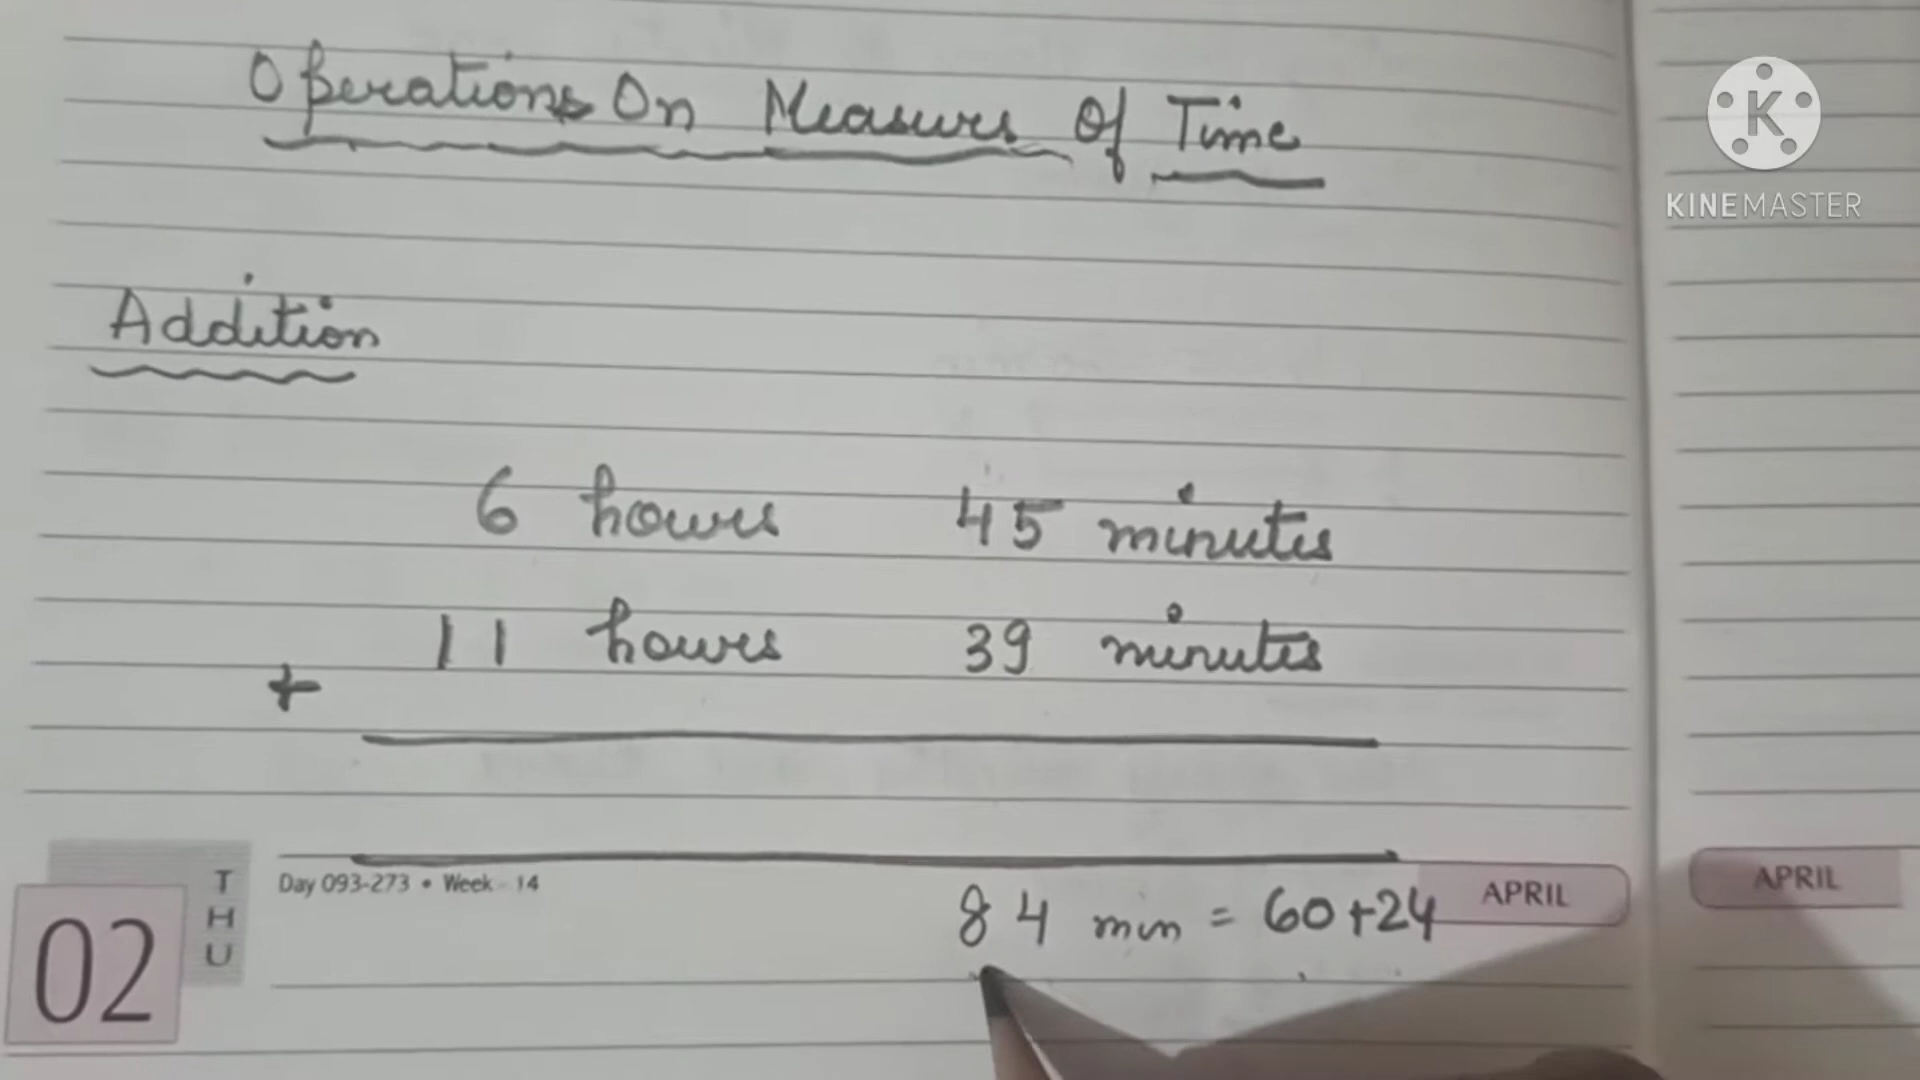 Operations On Measures Of Time
K
KINEMASTER
Addition
6 hours 45 minutes
11 hours 39 minutes
+
THU
Day 093-273 • Week - 14
APRIL
APRIL
84 min = 60+24
02